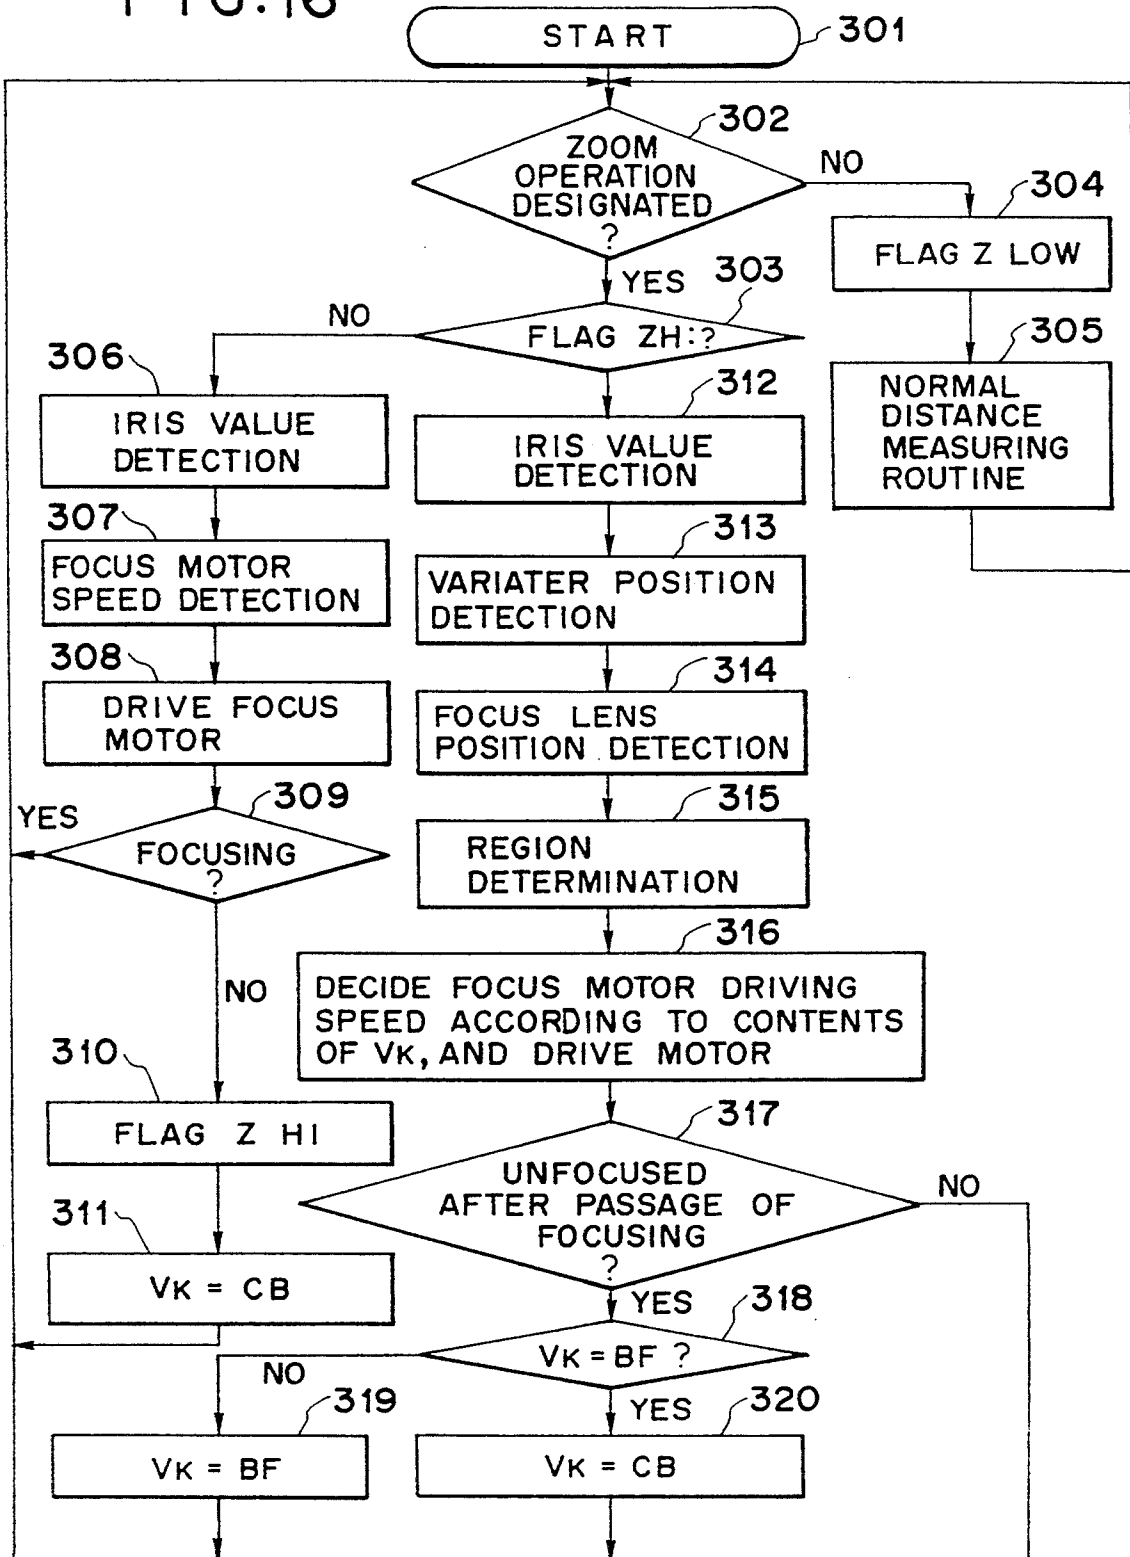 FIG.16
START
301
302
ZOOM
OPERATION
DESIGNATED
?
NO
304
FLAG Z LOW
YES
303
NO
FLAG ZH:?
305
NORMAL
DISTANCE
MEASURING
ROUTINE
306
IRIS VALUE
DETECTION
312
IRIS VALUE
DETECTION
307
FOCUS MOTOR
SPEED DETECTION
313
VARIATER POSITION
DETECTION
308
DRIVE FOCUS
MOTOR
314
FOCUS LENS
POSITION DETECTION
309
YES
FOCUSING
?
315
REGION
DETERMINATION
NO
316
DECIDE FOCUS MOTOR DRIVING
SPEED ACCORDING TO CONTENTS
OF VK, AND DRIVE MOTOR
310
FLAG Z HI
317
UNFOCUSED
AFTER PASSAGE OF
FOCUSING
?
NO
311
VK = CB
YES
318
VK = BF ?
NO
319
VK = BF
YES
320
VK = CB